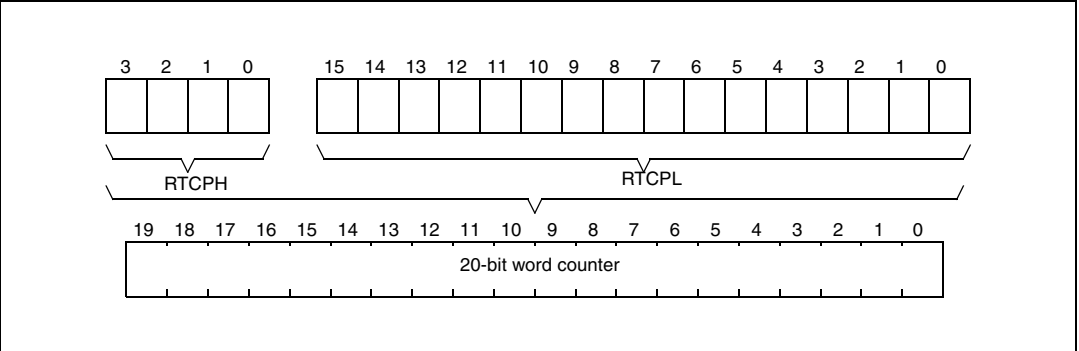 3 2 1 0 15 14 13 12 11 10 9 8 7 6 5 4 3 2 1 0
RTCPH RTCPL
19 18 17 16 15 14 13 12 11 10 9 8 7 6 5 4 3 2 1 0
20-bit word counter